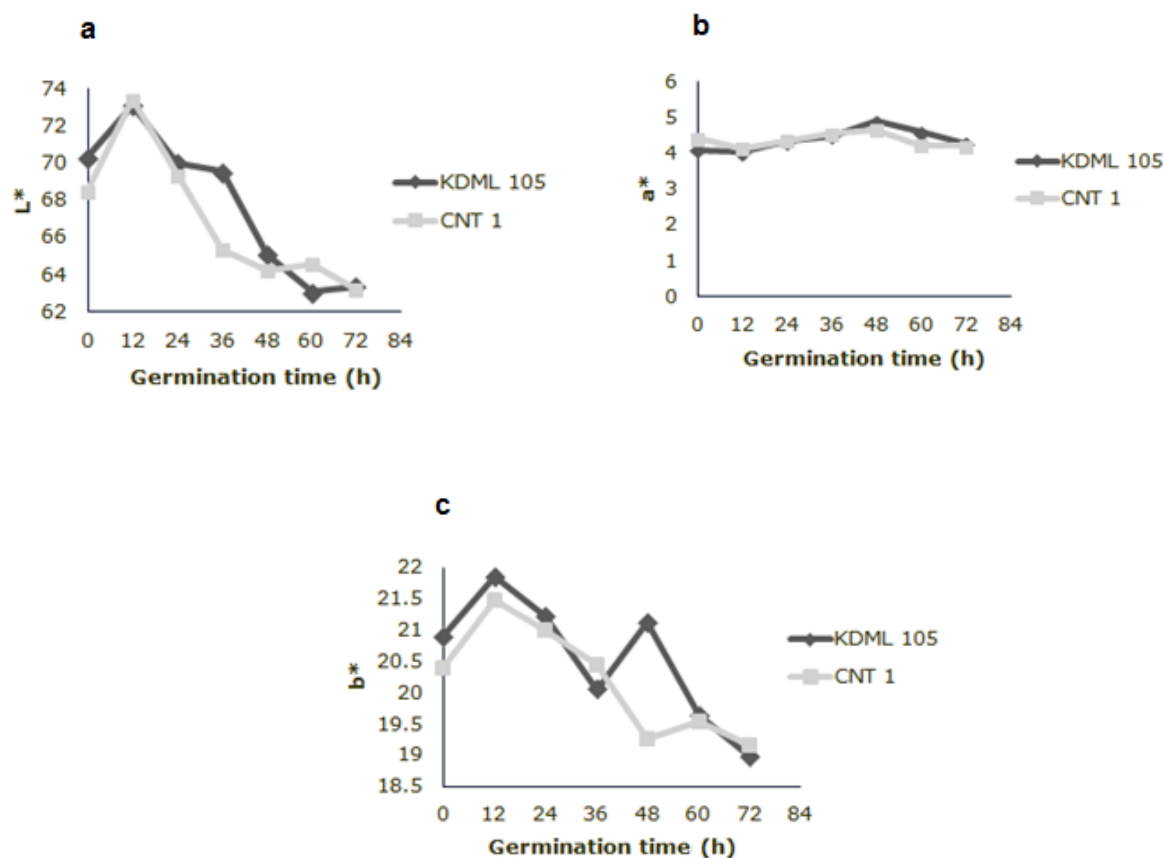 a
74
72
70
68
66
64
62
L*
0 12 24 36 48 60 72 84
Germination time (h)
KDML 105
CNT 1
b
6
5
4
3
2
1
0
a*
0 12 24 36 48 60 72 84
Germination time (h)
KDML 105
CNT 1
c
22
21.5
21
20.5
20
19.5
19
18.5
b*
0 12 24 36 48 60 72 84
Germination time (h)
KDML 105
CNT 1